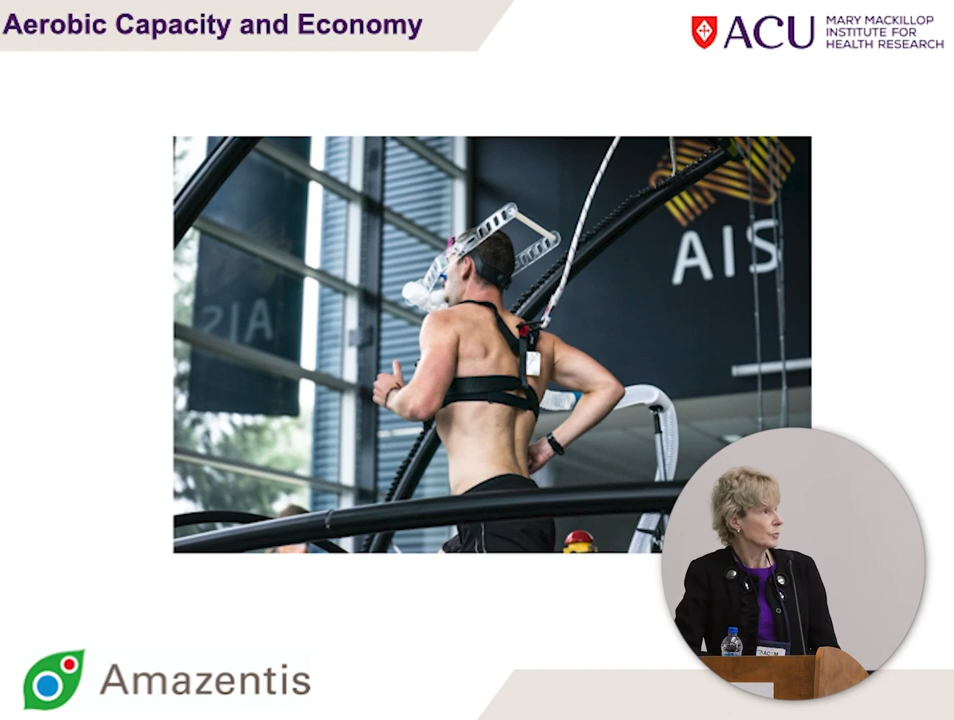 Aerobic Capacity and Economy
ACU
MARY MACKILLOP
INSTITUTE FOR
HEALTH RESEARCH
AIS
AIS
Amazentis